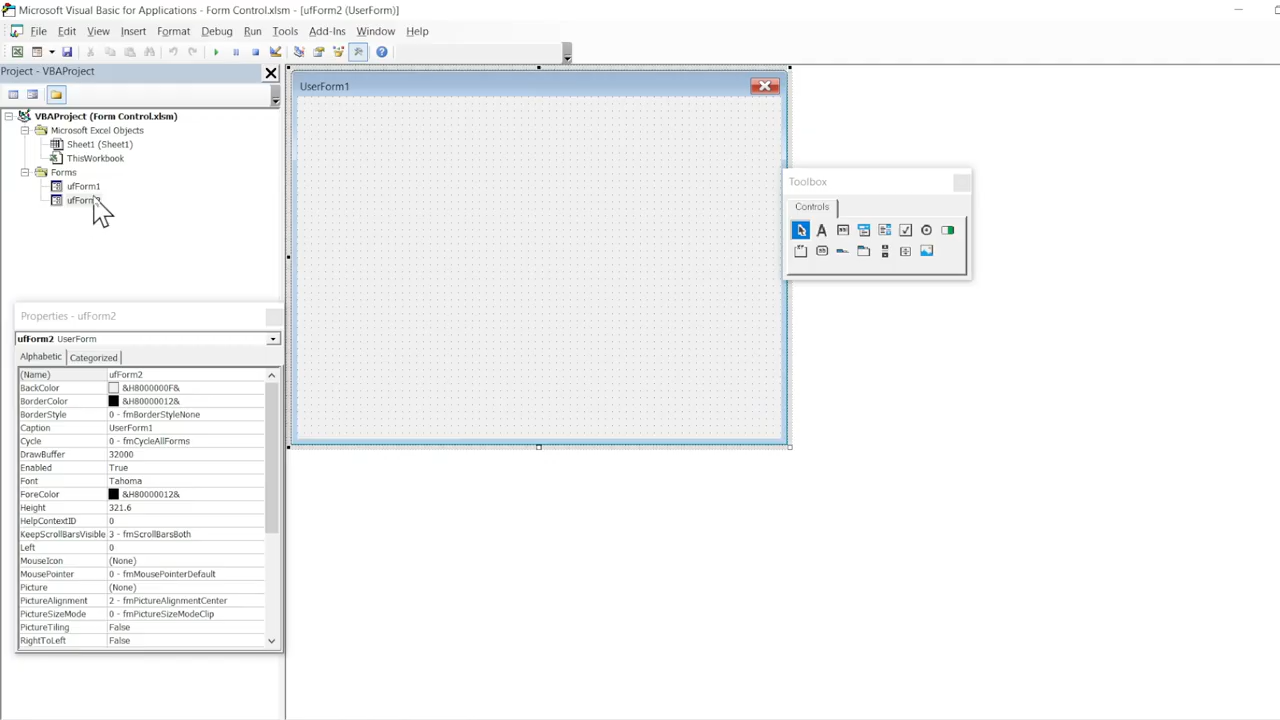 Microsoft Visual Basic for Applications - Form Control.xlsm - [ufForm2 (UserForm)]
File Edit View Insert Format Debug Run Tools Add-Ins Window Help
Project - VBAProject
VBAProject (Form Control.xlsm)
Microsoft Excel Objects
Sheet1 (Sheet1)
ThisWorkbook
Forms
ufForm1
ufForm2
UserForm1
Toolbox
Controls
Properties - ufForm2
ufForm2 UserForm
Alphabetic Categorized
(Name) ufForm2
BackColor &H8000000F&
BorderColor &H80000012&
BorderStyle 0 - fmBorderStyleNone
Caption UserForm1
Cycle 0 - fmCycleAllForms
DrawBuffer 32000
Enabled True
Font Tahoma
ForeColor &H80000012&
Height 321.6
HelpContextID 0
KeepScrollBarsVisible 3 - fmScrollBarsBoth
Left 0
MouseIcon (None)
MousePointer 0 - fmMousePointerDefault
Picture (None)
PictureAlignment 2 - fmPictureAlignmentCenter
PictureSizeMode 0 - fmPictureSizeModeClip
PictureTiling False
RightToLeft False